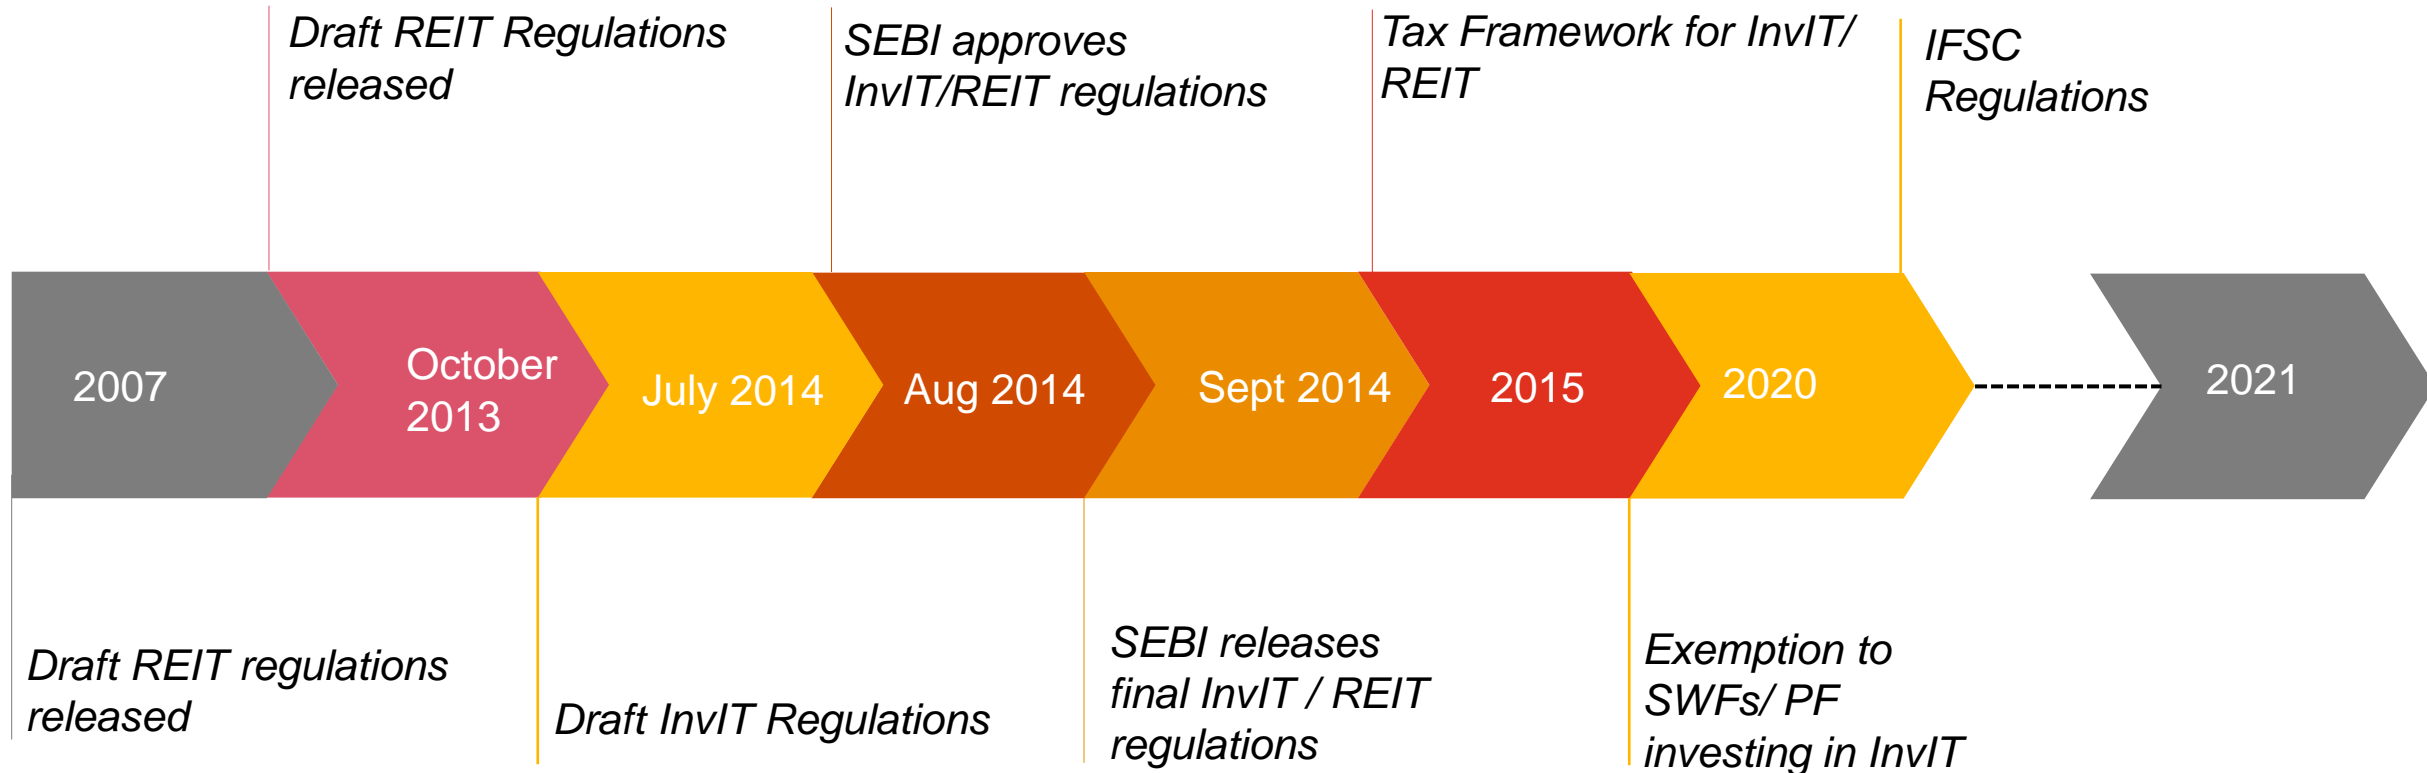 Draft REIT Regulations
released
SEBI approves
InvIT/REIT regulations
Tax Framework for InvIT/
REIT
IFSC
Regulations
2007
October
2013
July 2014
Aug 2014
Sept 2014
2015
2020
2021
Draft REIT regulations
released
Draft InvIT Regulations
SEBI releases
final InvIT / REIT
regulations
Exemption to
SWFs/ PF
investing in InvIT